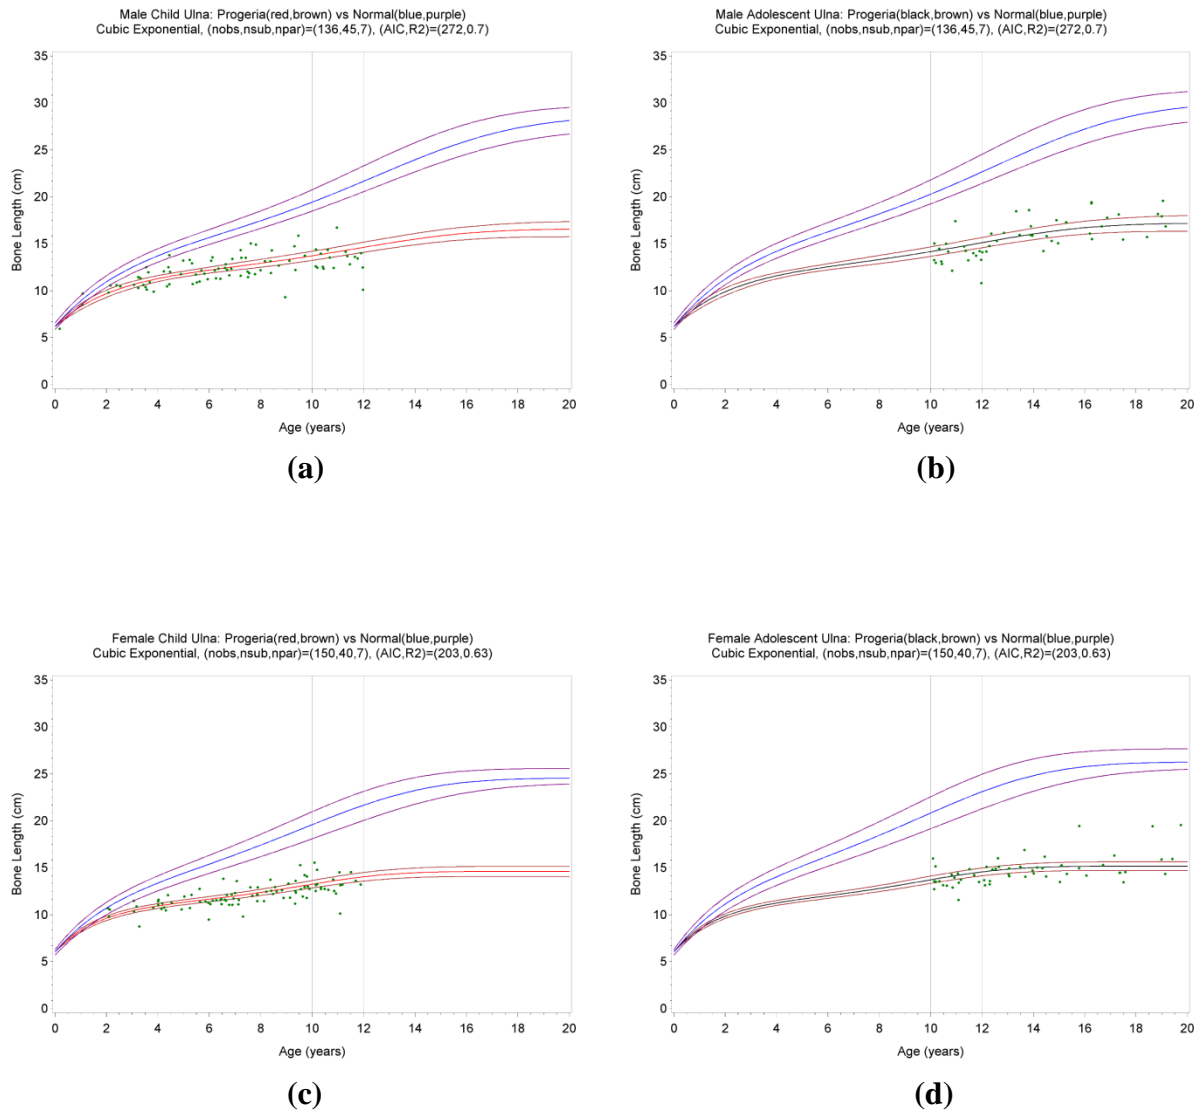 Male Child Ulna: Progeria(red,brown) vs Normal(blue,purple)
Cubic Exponential, (nobs,nsub,npar)=(136,45,7), (AIC,R2)=(272,0.7)
35
30
25
20
15
10
5
0
Bone Length (cm)
0 2 4 6 8 10 12 14 16 18 20
Age (years)
(a)
Male Adolescent Ulna: Progeria(black,brown) vs Normal(blue,purple)
Cubic Exponential, (nobs,nsub,npar)=(136,45,7), (AIC,R2)=(272,0.7)
35
30
25
20
15
10
5
0
Bone Length (cm)
0 2 4 6 8 10 12 14 16 18 20
Age (years)
(b)
Female Child Ulna: Progeria(red,brown) vs Normal(blue,purple)
Cubic Exponential, (nobs,nsub,npar)=(150,40,7), (AIC,R2)=(203,0.63)
35
30
25
20
15
10
5
0
Bone Length (cm)
0 2 4 6 8 10 12 14 16 18 20
Age (years)
(c)
Female Adolescent Ulna: Progeria(black,brown) vs Normal(blue,purple)
Cubic Exponential, (nobs,nsub,npar)=(150,40,7), (AIC,R2)=(203,0.63)
35
30
25
20
15
10
5
0
Bone Length (cm)
0 2 4 6 8 10 12 14 16 18 20
Age (years)
(d)